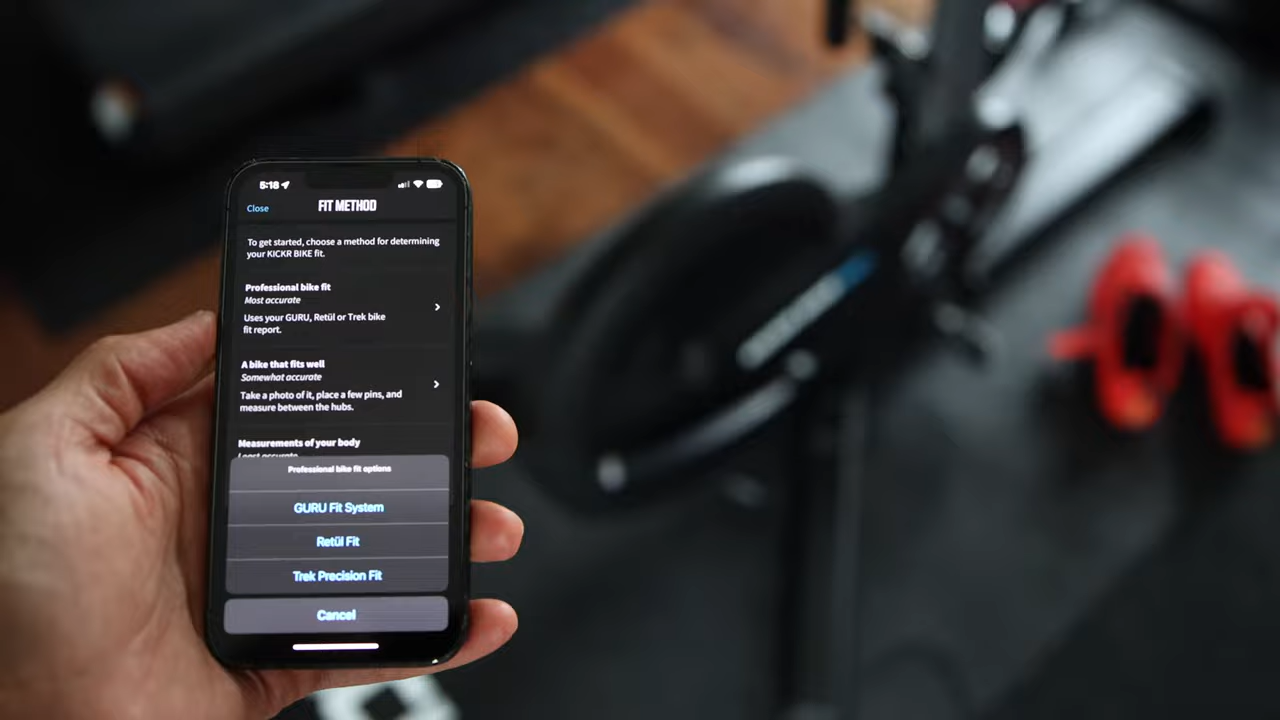 5:18
Close
FIT METHOD
To get started, choose a method for determining
your KICKR BIKE fit.
Professional bike fit
Most accurate
Uses your GURU, Retül or Trek bike
fit report.
A bike that fits well
Somewhat accurate
Take a photo of it, place a few pins, and
measure between the hubs.
Measurements of your body
Least accurate
Professional bike fit options
GURU Fit System
Retül Fit
Trek Precision Fit
Cancel